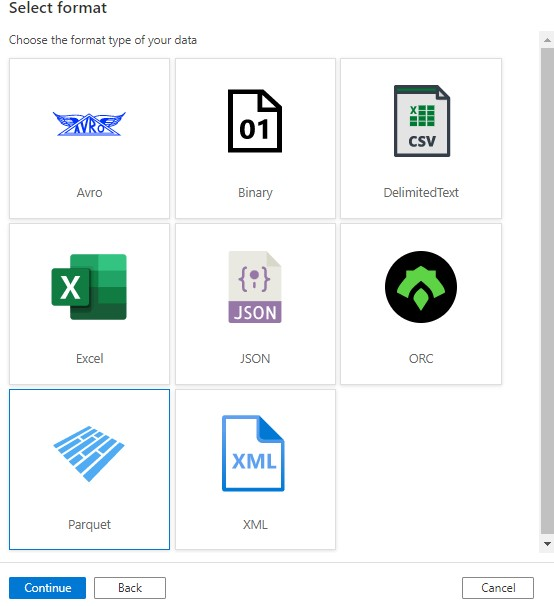 Select format
Choose the format type of your data
AVRO
01
CSV
Avro
Binary
DelimitedText
X
{;}
JSON
Excel
JSON
ORC
XML
Parquet
XML
Continue
Back
Cancel